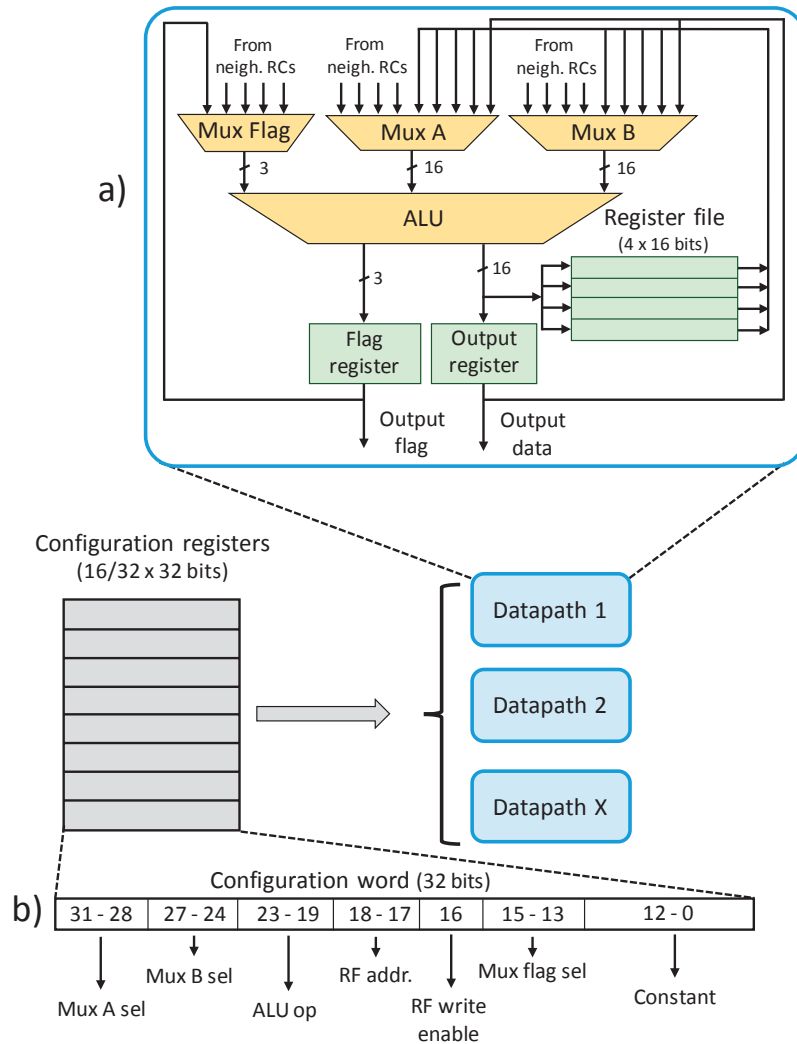 From
neigh. RCs
From
neigh. RCs
From
neigh. RCs
Mux Flag
Mux A
Mux B
3
16
16
a)
ALU
Register file
(4 x 16 bits)
3
16
Flag
register
Output
register
Output
flag
Output
data
Configuration registers
(16/32 x 32 bits)
Datapath 1
Datapath 2
Datapath X
Configuration word (32 bits)
b)
31 - 28
27 - 24
23 - 19
18 - 17
16
15 - 13
12 - 0
Mux A sel
Mux B sel
ALU op
RF addr.
RF write
enable
Mux flag sel
Constant